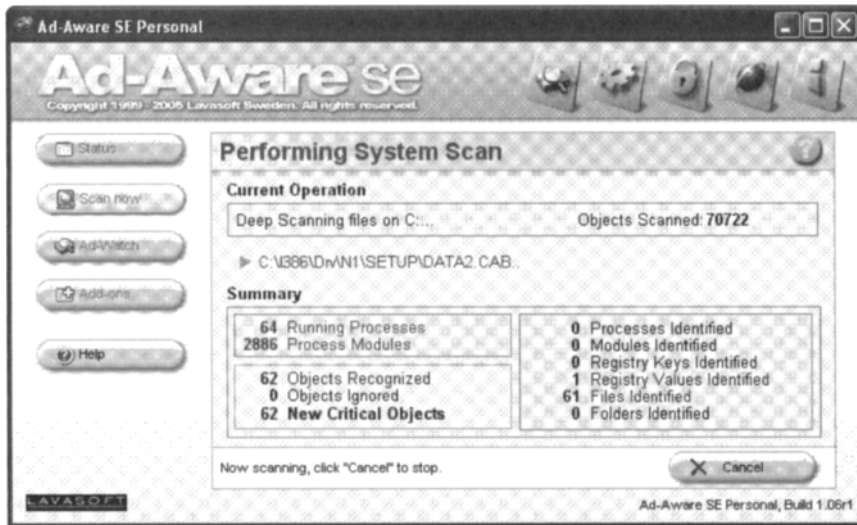 Ad-Aware SE Personal
Ad-Aware se
Copyright 1999 - 2005 Lavasoft Sweden. All rights reserved.
Status
Scan now
Ad-Watch
Add-ons
Help
Performing System Scan
Current Operation
Deep Scanning files on C::...
Objects Scanned: 70722
C:\I386\Drv\N1\SETUP\DATA2.CAB..
Summary
64 Running Processes
2886 Process Modules
62 Objects Recognized
0 Objects Ignored
62 New Critical Objects
0 Processes Identified
0 Modules Identified
0 Registry Keys Identified
1 Registry Values Identified
61 Files Identified
0 Folders Identified
Now scanning, click "Cancel" to stop.
Cancel
LAVASOFT
Ad-Aware SE Personal, Build 1.06r1